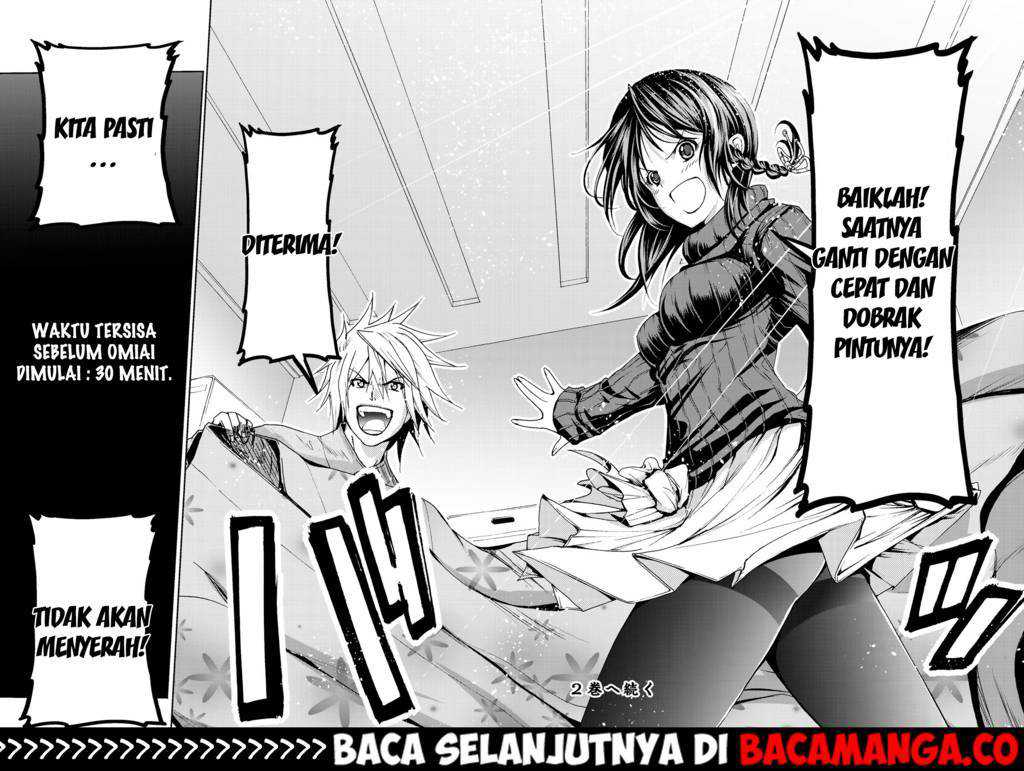 BAIKLAH!
SAATNYA
GANTI DENGAN
CEPAT DAN
DOBRAK
PINTUNYA!
DITERIMA!
KITA PASTI
...
WAKTU TERSISA
SEBELUM OMIAI
DIMULAI : 30 MENIT.
TIDAK AKAN
MENYERAH!
2巻へ続く
>>>>>>>>>>>>>>>>>>>> BACA SELANJUTNYA DI BACAMANGA.CO